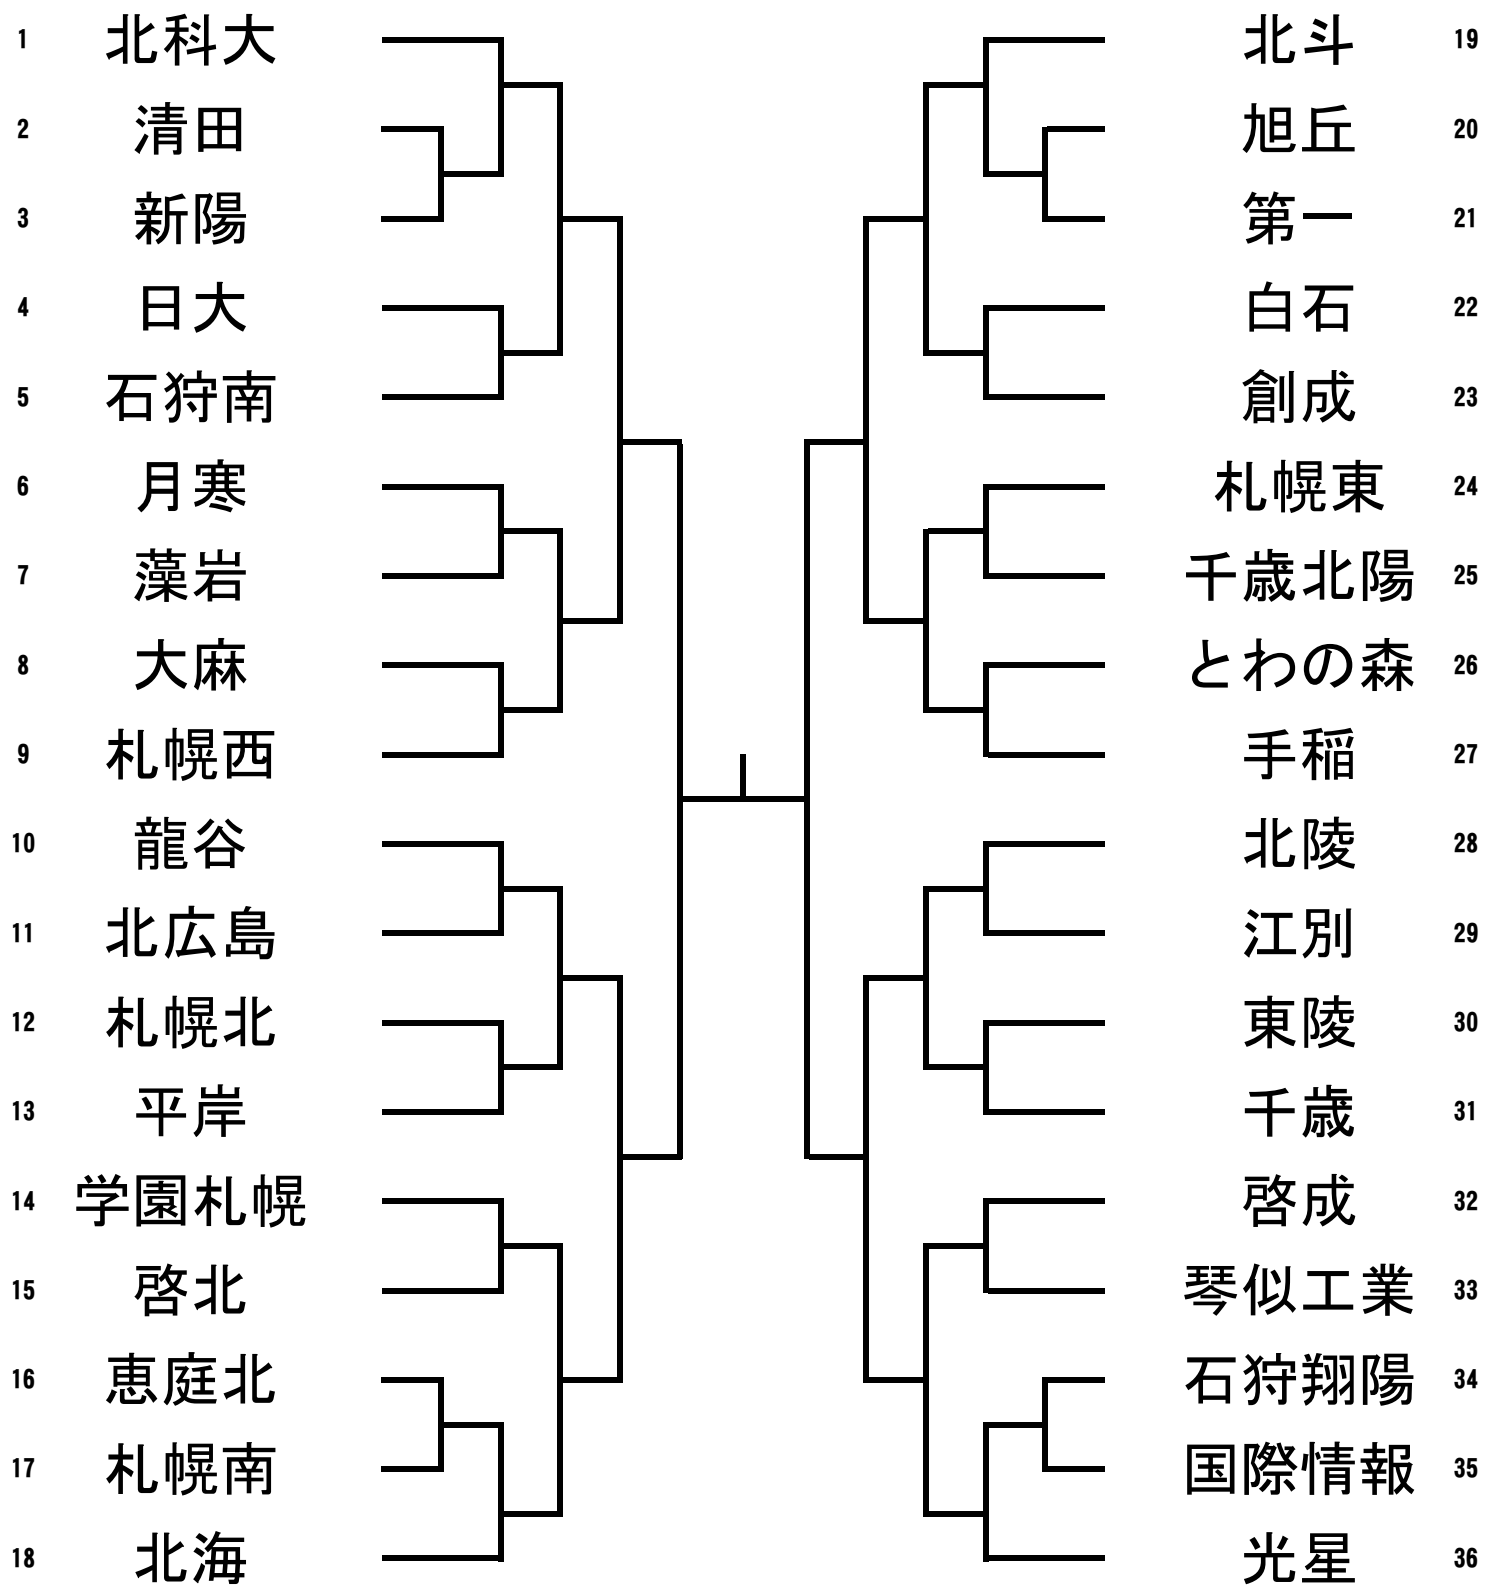 1 北科大 北斗 19
2 清田 旭丘 20
3 新陽 第一 21
4 日大 白石 22
5 石狩南 創成 23
6 月寒 札幌東 24
7 藻岩 千歳北陽 25
8 大麻 とわの森 26
9 札幌西 手稲 27
10 龍谷 北陵 28
11 北広島 江別 29
12 札幌北 東陵 30
13 平岸 千歳 31
14 学園札幌 啓成 32
15 啓北 琴似工業 33
16 恵庭北 石狩翔陽 34
17 札幌南 国際情報 35
18 北海 光星 36